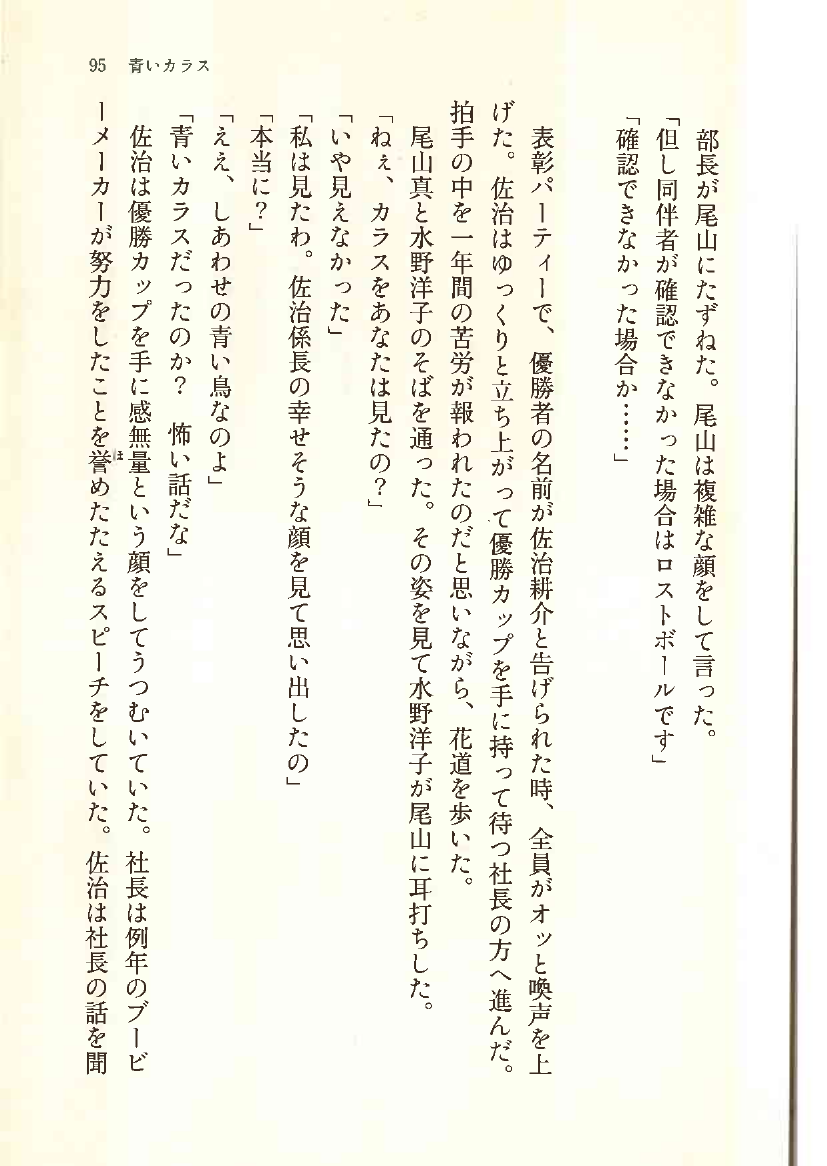 95　青いカラス
　部長が尾山にたずねた。尾山は複雑な顔をして言った。
「但し同伴者が確認できなかった場合はロストボールです」
「確認できなかった場合か……」
　表彰パーティーで、優勝者の名前が佐治耕介と告げられた時、全員がオッと喚声を上
げた。佐治はゆっくりと立ち上がって優勝カップを手に持って待つ社長の方へ進んだ。
拍手の中を一年間の苦労が報われたのだと思いながら、花道を歩いた。
　尾山真と水野洋子のそばを通った。その姿を見て水野洋子が尾山に耳打ちした。
「ねぇ、カラスをあなたは見たの？」
「いや見えなかった」
「私は見たわ。佐治係長の幸せそうな顔を見て思い出したの」
「本当に？」
「ええ、しあわせの青い鳥なのよ」
「青いカラスだったのか？　怖い話だな」
　佐治は優勝カップを手に感無量という顔をしてうつむいていた。社長は例年のブービ
ーメーカーが努力をしたことを誉ほめたたえるスピーチをしていた。佐治は社長の話を聞